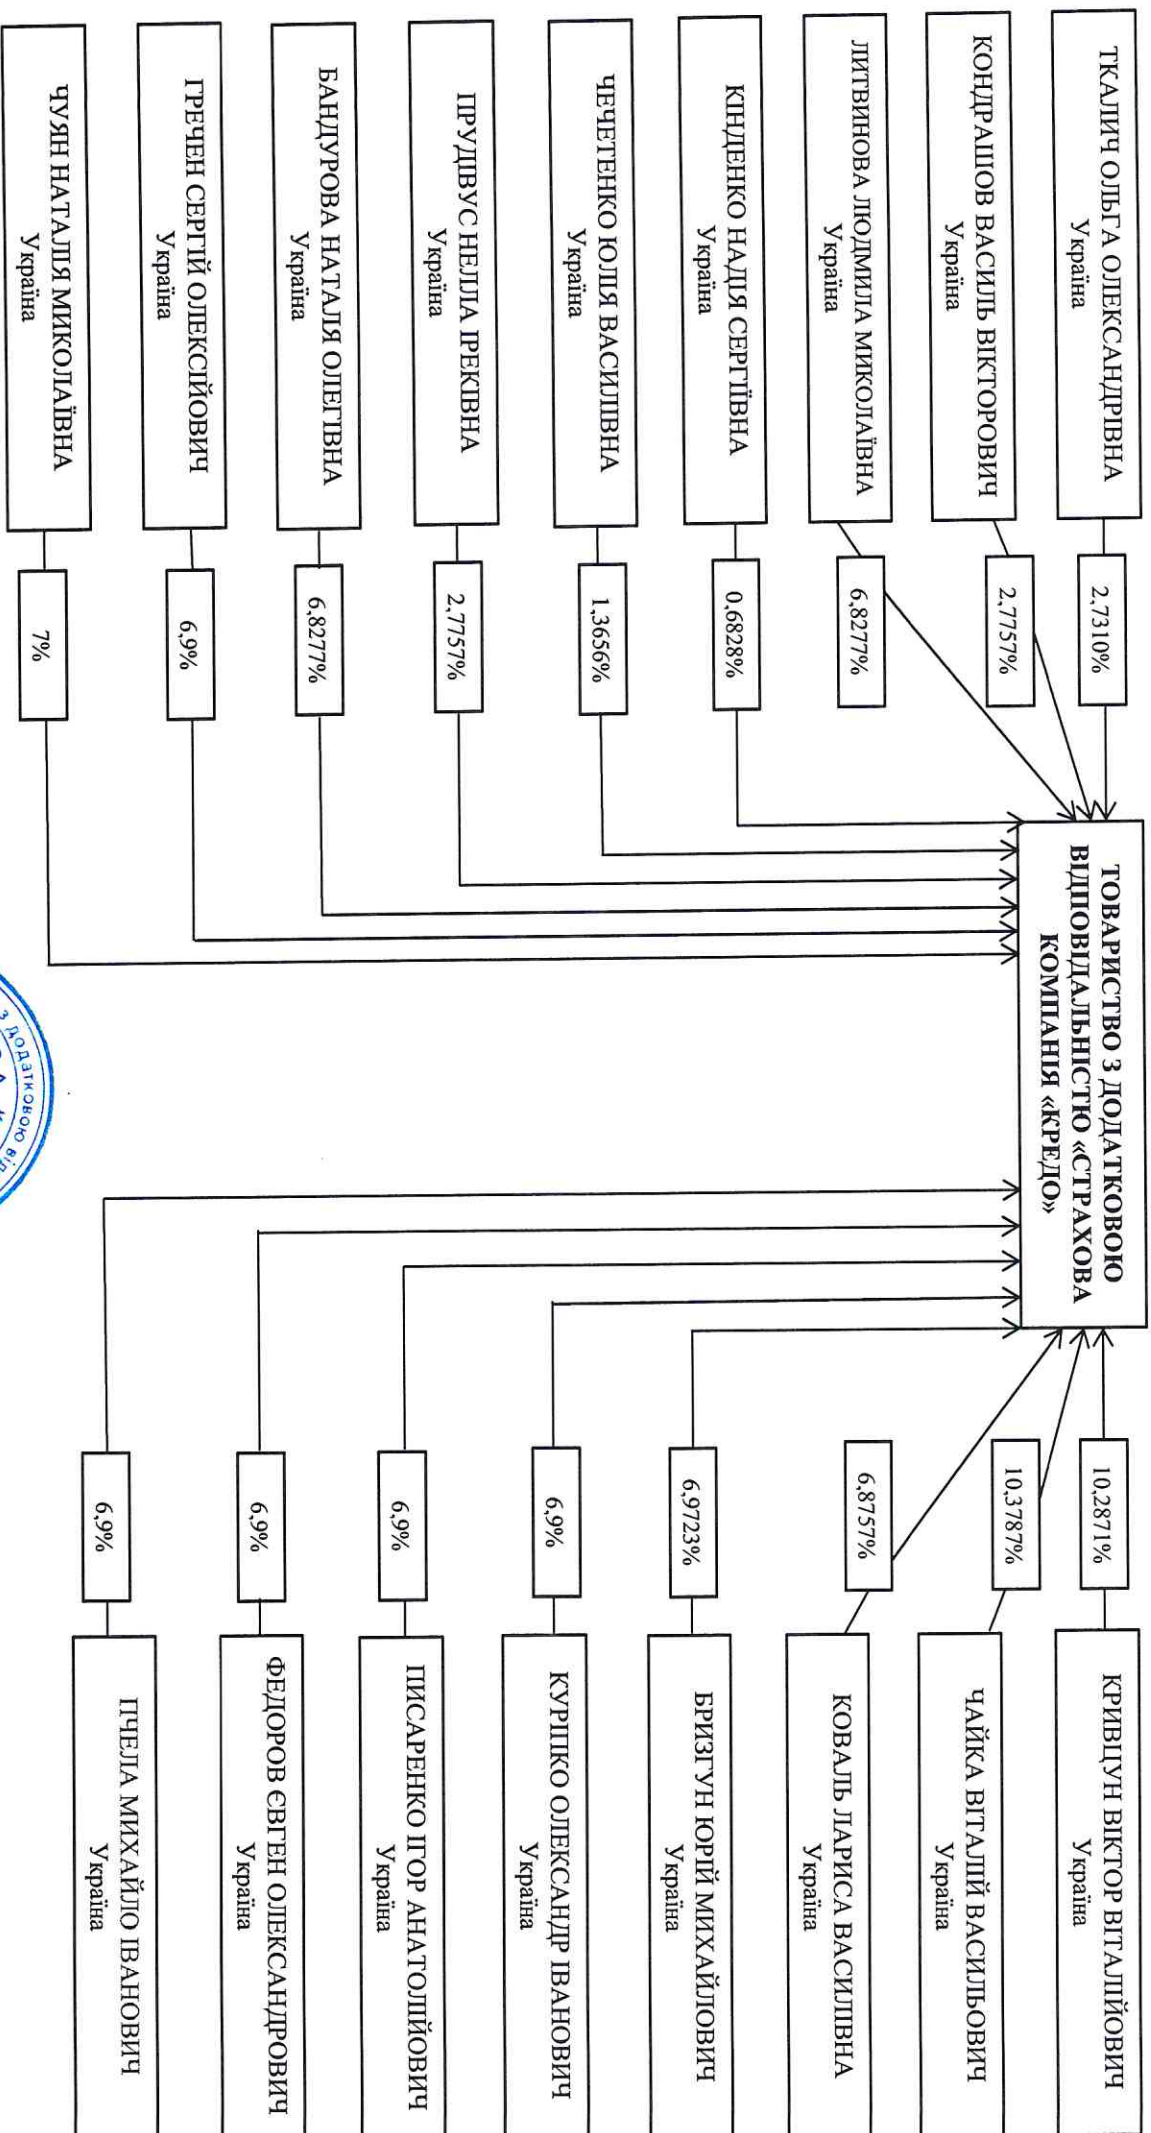 ТОВАРИСТВО З ДОДАТКОВОЮ
ВІДПОВІДАЛЬНІСТЮ «СТРАХОВА
КОМПАНІЯ «КРЕДО»
ТКАЛИЧ ОЛЬГА ОЛЕКСАНДРІВНА
Україна
2,7310%
КОНДРАШОВ ВАСИЛЬ ВІКТОРОВИЧ
Україна
2,7757%
ЛИТВИНОВА ЛЮДМИЛА МИКОЛАЇВНА
Україна
6,8277%
КІНДЕНКО НАДІЯ СЕРГІЇВНА
Україна
0,6828%
ЧЕЧЕТЕНКО ЮЛІЯ ВАСИЛІВНА
Україна
1,3656%
ПРУДІВУС НЕЛЛА ІРЕКІВНА
Україна
2,7757%
БАНДУРОВА НАТАЛЯ ОЛЕГІВНА
Україна
6,8277%
ГРЕЧЕН СЕРГІЙ ОЛЕКСІЙОВИЧ
Україна
6,9%
ЧУЯН НАТАЛІЯ МИКОЛАЇВНА
Україна
7%
10,2871%
КРИВЦУН ВІКТОР ВІТАЛІЙОВИЧ
Україна
10,3787%
ЧАЙКА ВІТАЛІЙ ВАСИЛЬОВИЧ
Україна
6,8757%
КОВАЛЬ ЛАРИСА ВАСИЛІВНА
Україна
6,9723%
БРИЗГУН ЮРІЙ МИХАЙЛОВИЧ
Україна
6,9%
КУРІПКО ОЛЕКСАНДР ІВАНОВИЧ
Україна
6,9%
ПИСАРЕНКО ІГОР АНАТОЛІЙОВИЧ
Україна
6,9%
ФЕДОРОВ ЄВГЕН ОЛЕКСАНДРОВИЧ
Україна
6,9%
ПЧЕЛА МИХАЙЛО ІВАНОВИЧ
Україна
з додатковою